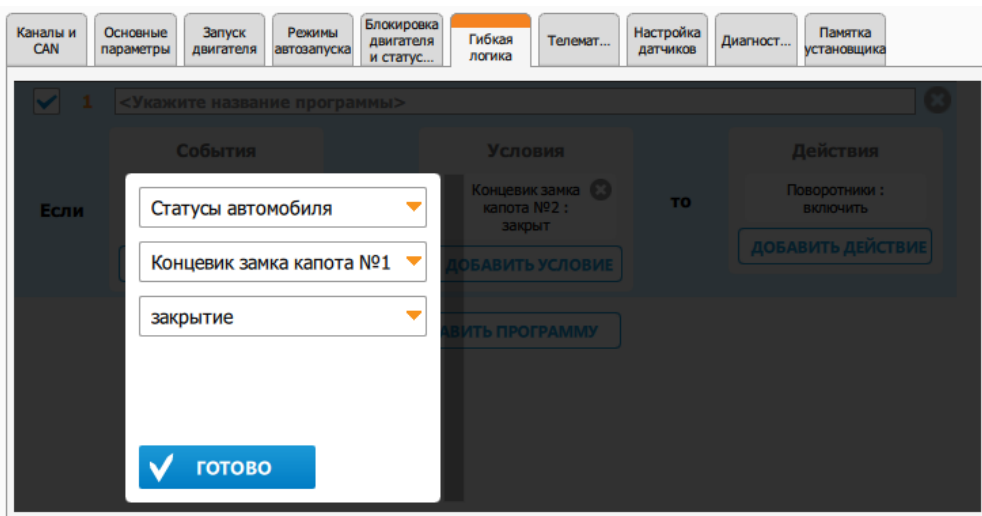 Каналы и
CAN
Основные
параметры
Запуск
двигателя
Режимы
автозапуска
Блокировка
двигателя
и статус...
Гибкая
логика
Телемат...
Настройка
датчиков
Диагност...
Памятка
установщика
1 <Укажите название программы>
События
Условия
Действия
Если
Статусы автомобиля
Концевик замка капота №1
закрытие
ГОТОВО
Концевик замка
капота №2 :
закрыт
ДОБАВИТЬ УСЛОВИЕ
то
Поворотники :
включить
ДОБАВИТЬ ДЕЙСТВИЕ
АВИТЬ ПРОГРАММУ